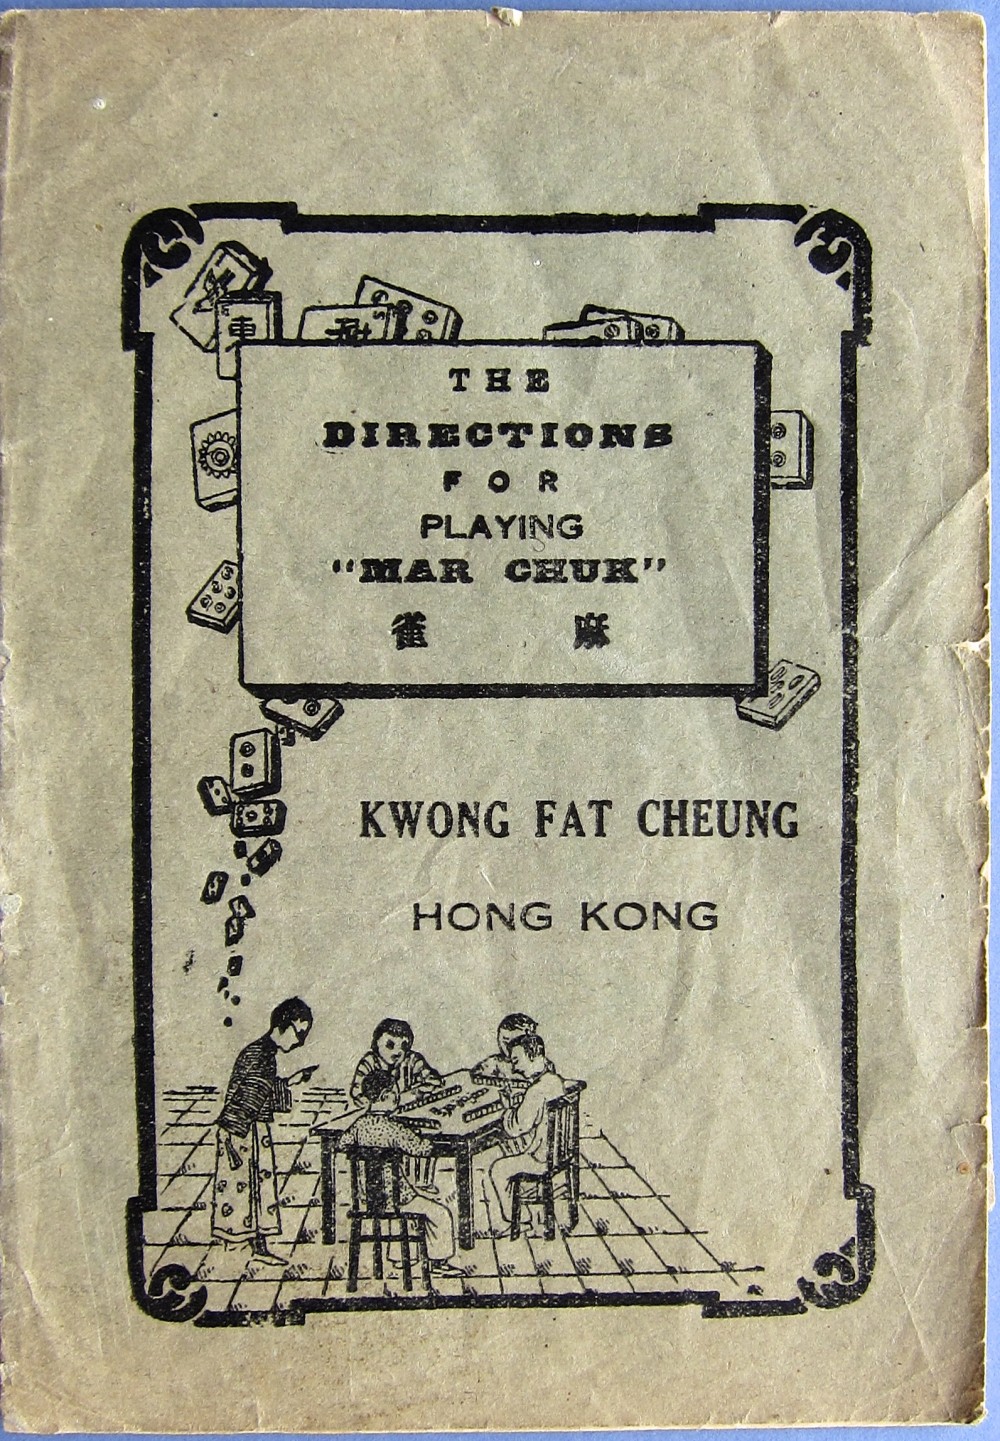 THE
DIRECTIONS
FOR
PLAYING
"MAR CHUK"
雀 麻
KWONG FAT CHEUNG
HONG KONG
東